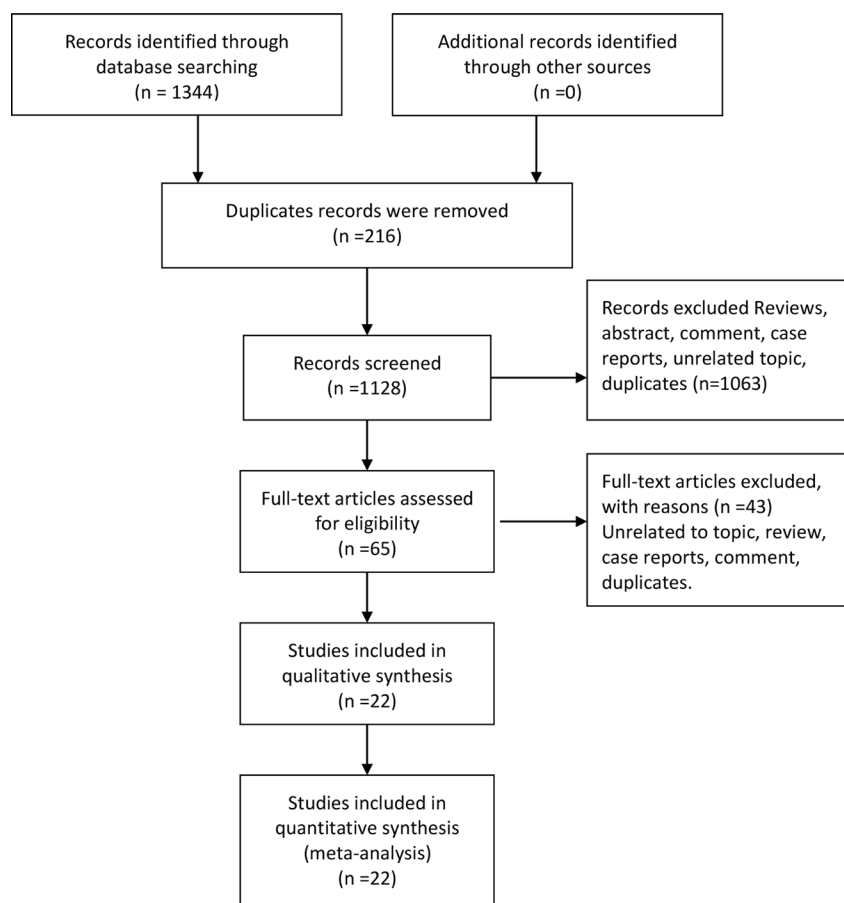 Records identified through
database searching
(n = 1344)
Additional records identified
through other sources
(n =0)
Duplicates records were removed
(n =216)
Records screened
(n =1128)
Records excluded Reviews,
abstract, comment, case
reports, unrelated topic,
duplicates (n=1063)
Full-text articles assessed
for eligibility
(n =65)
Full-text articles excluded,
with reasons (n =43)
Unrelated to topic, review,
case reports, comment,
duplicates.
Studies included in
qualitative synthesis
(n =22)
Studies included in
quantitative synthesis
(meta-analysis)
(n =22)